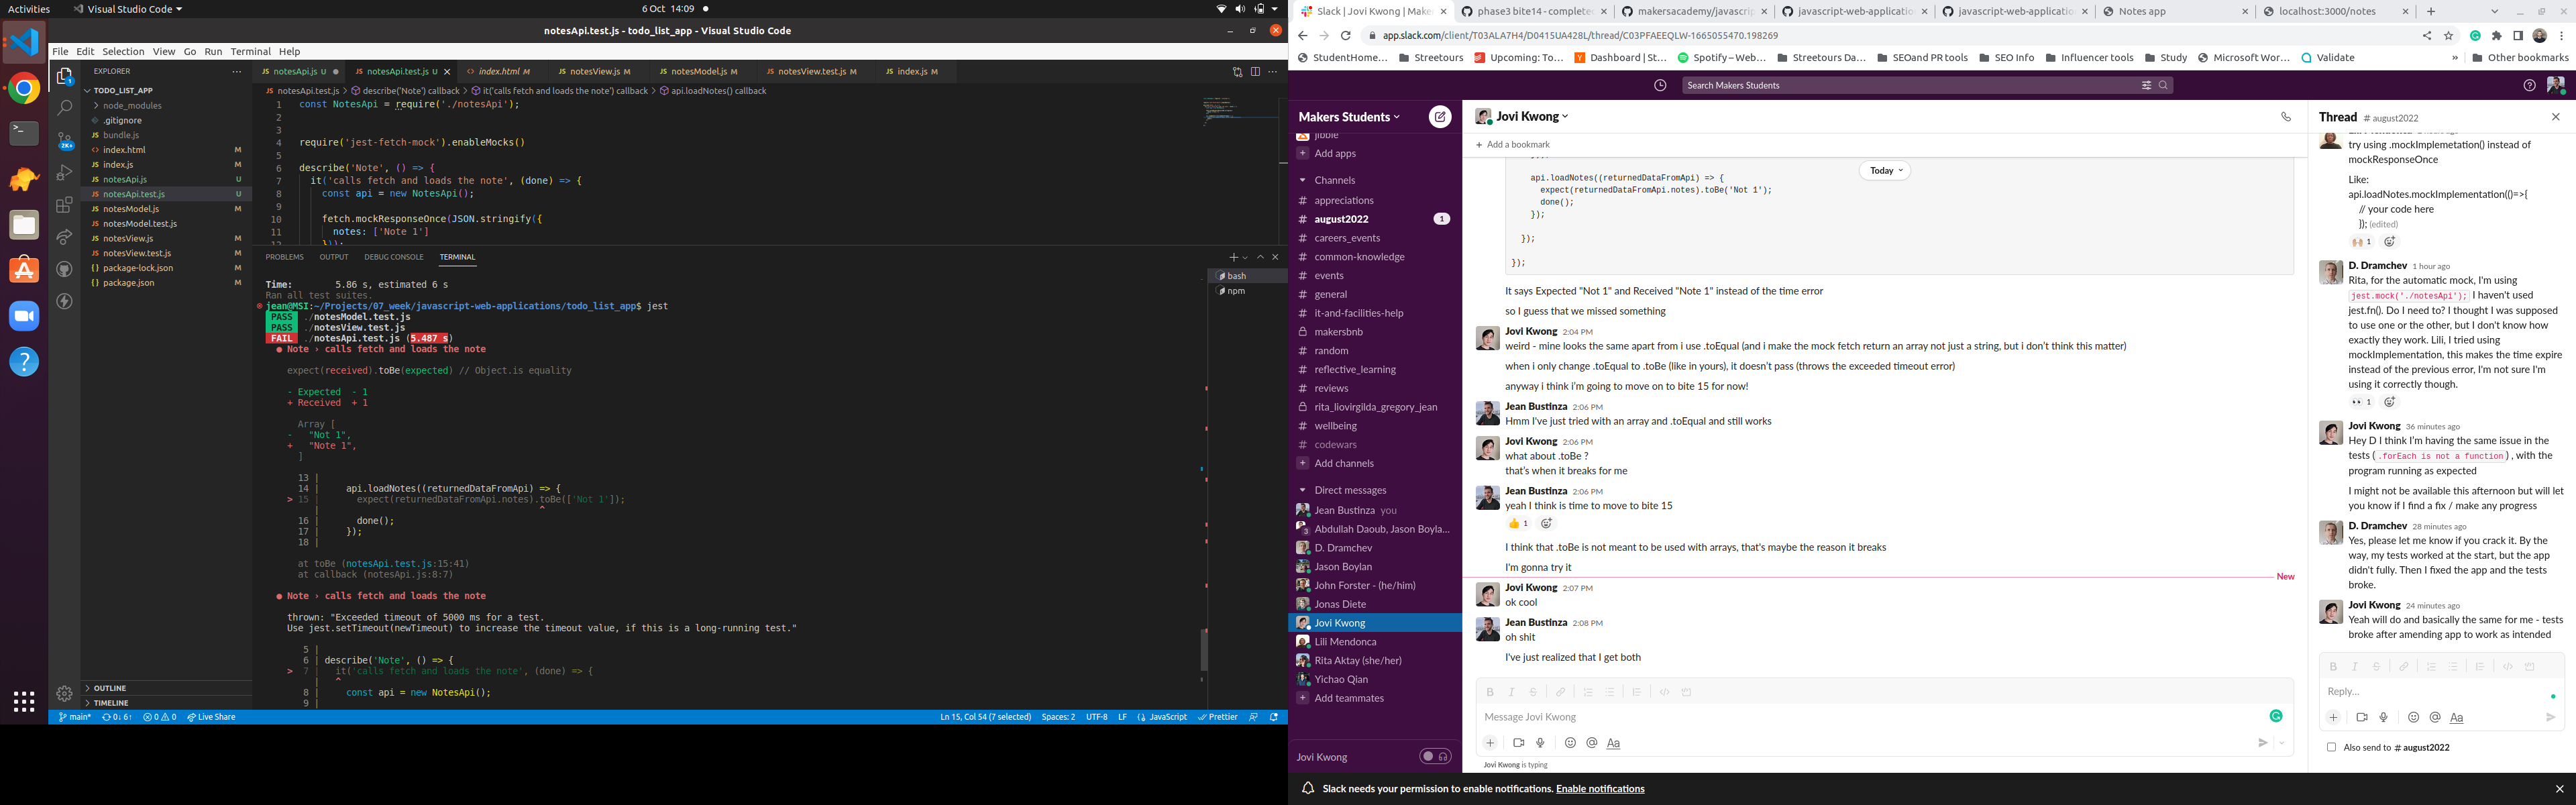 Activities
Visual Studio Code
6 Oct 14:09
notesApi.test.js - todo_list_app - Visual Studio Code
File Edit Selection View Go Run Terminal Help
EXPLORER
TODO_LIST_APP
node_modules
.gitignore
bundle.js
index.html M
index.js M
notesApi.js U
notesApi.test.js U
notesModel.js M
notesModel.test.js
notesView.js M
notesView.test.js M
package-lock.json M
package.json M
OUTLINE
TIMELINE
notesApi.js U
notesApi.test.js U
index.html M
notesView.js M
notesModel.js M
notesView.test.js M
index.js M
notesApi.test.js > describe('Note') callback > it('calls fetch and loads the note') callback > api.loadNotes() callback
1 const NotesApi = require('./notesApi');
2
3
4 require('jest-fetch-mock').enableMocks()
5
6 describe('Note', () => {
7 it('calls fetch and loads the note', (done) => {
8 const api = new NotesApi();
9
10 fetch.mockResponseOnce(JSON.stringify({
11 notes: ['Note 1']
12 }));
PROBLEMS OUTPUT DEBUG CONSOLE TERMINAL
bash
npm
Time: 5.86 s, estimated 6 s
Ran all test suites.
jean@MSI:~/Projects/07_week/javascript-web-applications/todo_list_app$ jest
PASS ./notesModel.test.js
PASS ./notesView.test.js
FAIL ./notesApi.test.js (5.487 s)
● Note › calls fetch and loads the note
expect(received).toBe(expected) // Object.is equality
- Expected - 1
+ Received + 1
Array [
- "Not 1",
+ "Note 1",
]
13 |
14 | api.loadNotes((returnedDataFromApi) => {
> 15 | expect(returnedDataFromApi.notes).toBe(['Not 1']);
| ^
16 | done();
17 | });
18 |
at toBe (notesApi.test.js:15:41)
at callback (notesApi.js:8:7)
● Note › calls fetch and loads the note
thrown: "Exceeded timeout of 5000 ms for a test.
Use jest.setTimeout(newTimeout) to increase the timeout value, if this is a long-running test."
5 |
6 | describe('Note', () => {
> 7 | it('calls fetch and loads the note', (done) => {
| ^
8 | const api = new NotesApi();
9 |
main* 0↓ 6↑ 0 0 Live Share
Ln 15, Col 54 (7 selected) Spaces: 2 UTF-8 LF JavaScript Prettier
Slack | Jovi Kwong | Make
phase3 bite14 - complete
makersacademy/javascrip
javascript-web-applicatio
javascript-web-applicatio
Notes app
localhost:3000/notes
app.slack.com/client/T03ALA7H4/D0415UA428L/thread/C03PFAEEQLW-1665055470.198269
StudentHome…
Streetours
Upcoming: To…
Dashboard | St…
Spotify – Web…
Streetours Da…
SEOand PR tools
SEO Info
Influencer tools
Study
Microsoft Wor…
Validate
»
Other bookmarks
Search Makers Students
Makers Students
Jibble
Add apps
Channels
appreciations
august2022 1
careers_events
common-knowledge
events
general
it-and-facilities-help
makersbnb
random
reflective_learning
reviews
rita_liovirgilda_gregory_jean
wellbeing
codewars
Add channels
Direct messages
Jean Bustinza you
3 Abdullah Daoub, Jason Boyla…
D. Dramchev
Jason Boylan
John Forster - (he/him)
Jonas Diete
Jovi Kwong
Lili Mendonca
Rita Aktay (she/her)
Yichao Qian
Add teammates
Jovi Kwong
Jovi Kwong
Add a bookmark
Today
api.loadNotes((returnedDataFromApi) => {
expect(returnedDataFromApi.notes).toBe('Not 1');
done();
});
});
});
It says Expected "Not 1" and Received "Note 1" instead of the time error
so I guess that we missed something
Jovi Kwong 2:04 PM
weird - mine looks the same apart from i use .toEqual (and i make the mock fetch return an array not just a string, but i don't think this matter)
when i only change .toEqual to .toBe (like in yours), it doesn't pass (throws the exceeded timeout error)
anyway i think i'm going to move on to bite 15 for now!
Jean Bustinza 2:06 PM
Hmm I've just tried with an array and .toEqual and still works
Jovi Kwong 2:06 PM
what about .toBe ?
that's when it breaks for me
Jean Bustinza 2:06 PM
yeah I think is time to move to bite 15
1
I think that .toBe is not meant to be used with arrays, that's maybe the reason it breaks
I'm gonna try it
New
Jovi Kwong 2:07 PM
ok cool
Jean Bustinza 2:08 PM
oh shit
I've just realized that I get both
Message Jovi Kwong
Jovi Kwong is typing
Thread # august2022
try using .mockImplemetation() instead of
mockResponseOnce
Like:
api.loadNotes.mockImplementation(()=>{
// your code here
}); (edited)
1
D. Dramchev 1 hour ago
Rita, for the automatic mock, I'm using
jest.mock('./notesApi'); I haven't used
jest.fn(). Do I need to? I thought I was supposed
to use one or the other, but I don't know how
exactly they work. Lili, I tried using
mockImplementation, this makes the time expire
instead of the previous error, I'm not sure I'm
using it correctly though.
1
Jovi Kwong 36 minutes ago
Hey D I think I'm having the same issue in the
tests (.forEach is not a function), with the
program running as expected
I might not be available this afternoon but will let
you know if I find a fix / make any progress
D. Dramchev 28 minutes ago
Yes, please let me know if you crack it. By the
way, my tests worked at the start, but the app
didn't fully. Then I fixed the app and the tests
broke.
Jovi Kwong 24 minutes ago
Yeah will do and basically the same for me - tests
broke after amending app to work as intended
Reply…
Also send to # august2022
Slack needs your permission to enable notifications. Enable notifications